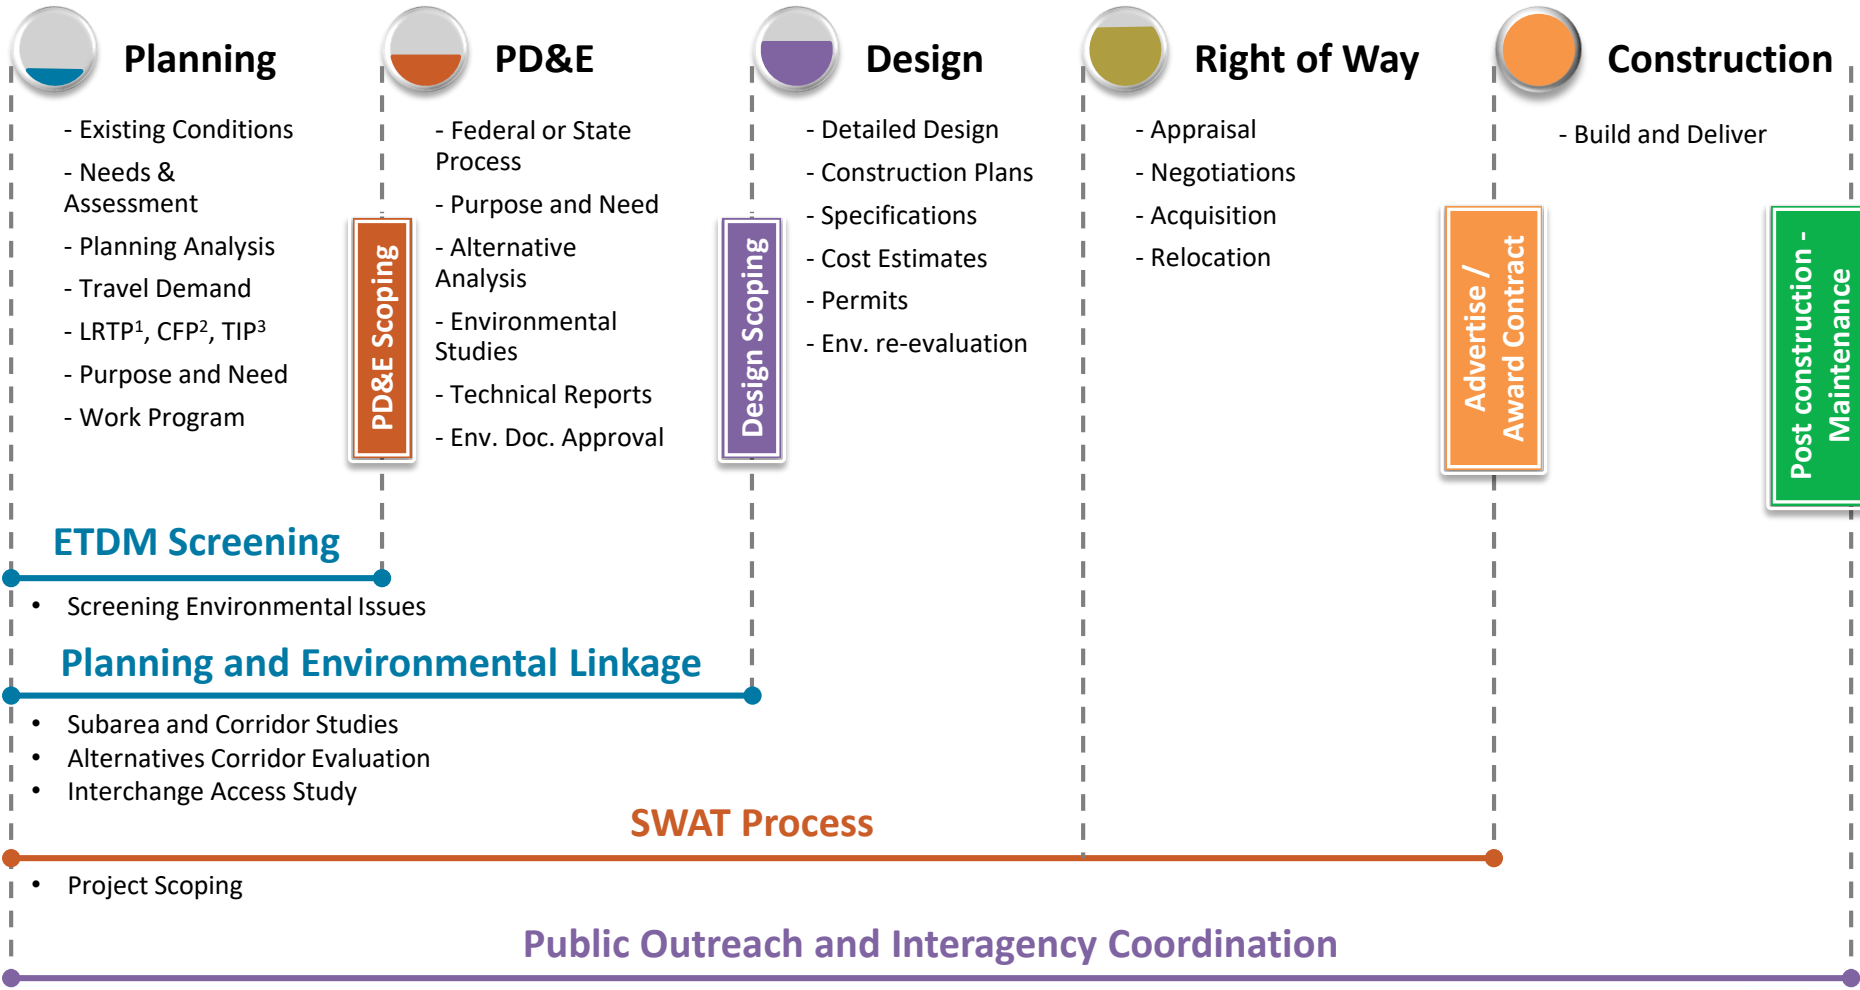 Planning
- Existing Conditions
- Needs &
Assessment
- Planning Analysis
- Travel Demand
- LRTP¹, CFP², TIP³
- Purpose and Need
- Work Program
PD&E Scoping
PD&E
- Federal or State
Process
- Purpose and Need
- Alternative
Analysis
- Environmental
Studies
- Technical Reports
- Env. Doc. Approval
Design Scoping
Design
- Detailed Design
- Construction Plans
- Specifications
- Cost Estimates
- Permits
- Env. re-evaluation
Right of Way
- Appraisal
- Negotiations
- Acquisition
- Relocation
Advertise /
Award Contract
Construction
- Build and Deliver
Post construction -
Maintenance
ETDM Screening
• Screening Environmental Issues
Planning and Environmental Linkage
• Subarea and Corridor Studies
• Alternatives Corridor Evaluation
• Interchange Access Study
SWAT Process
• Project Scoping
Public Outreach and Interagency Coordination